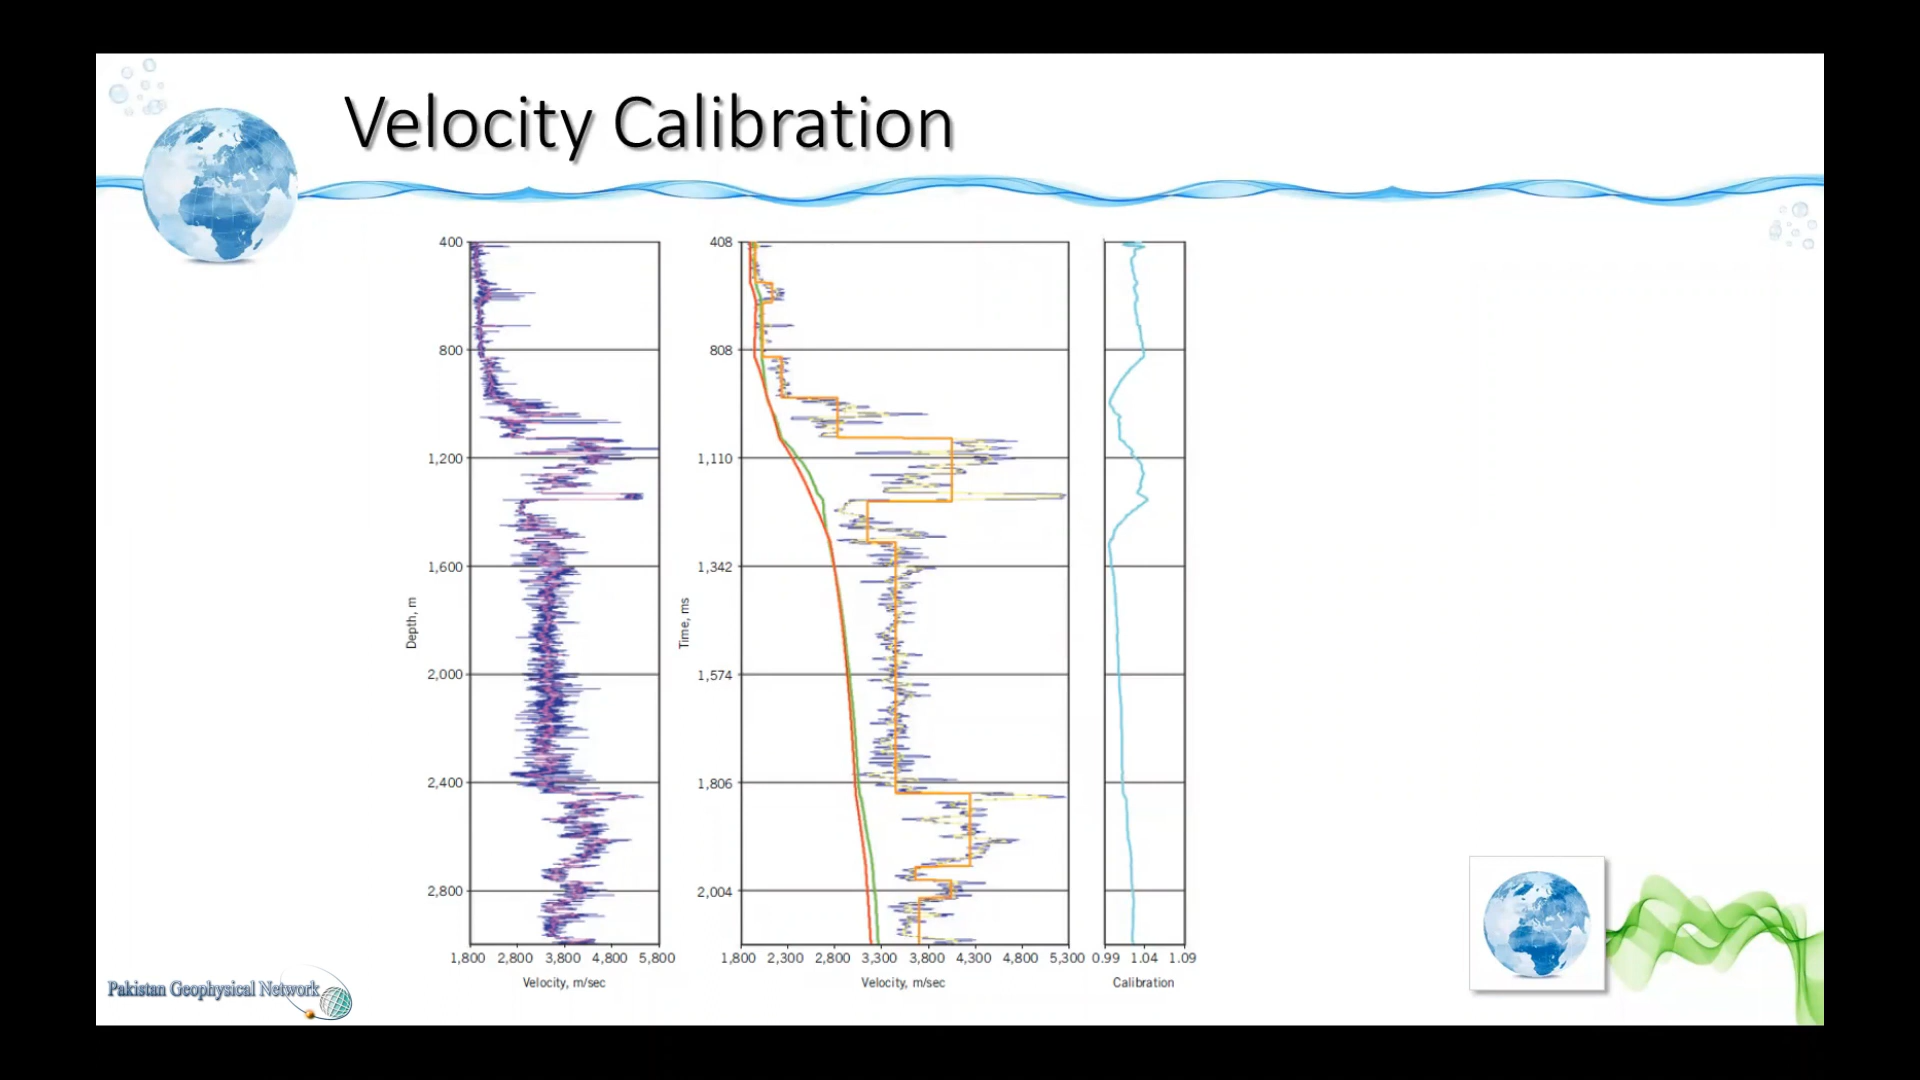 Velocity Calibration
400
800
1,200
1,600
2,000
2,400
2,800
Depth, m
1,800 2,800 3,800 4,800 5,800
Velocity, m/sec
408
808
1,110
1,342
1,574
1,806
2,004
Time, ms
1,800 2,300 2,800 3,300 3,800 4,300 4,800 5,300
Velocity, m/sec
0.99 1.04 1.09
Calibration
Pakistan Geophysical Network